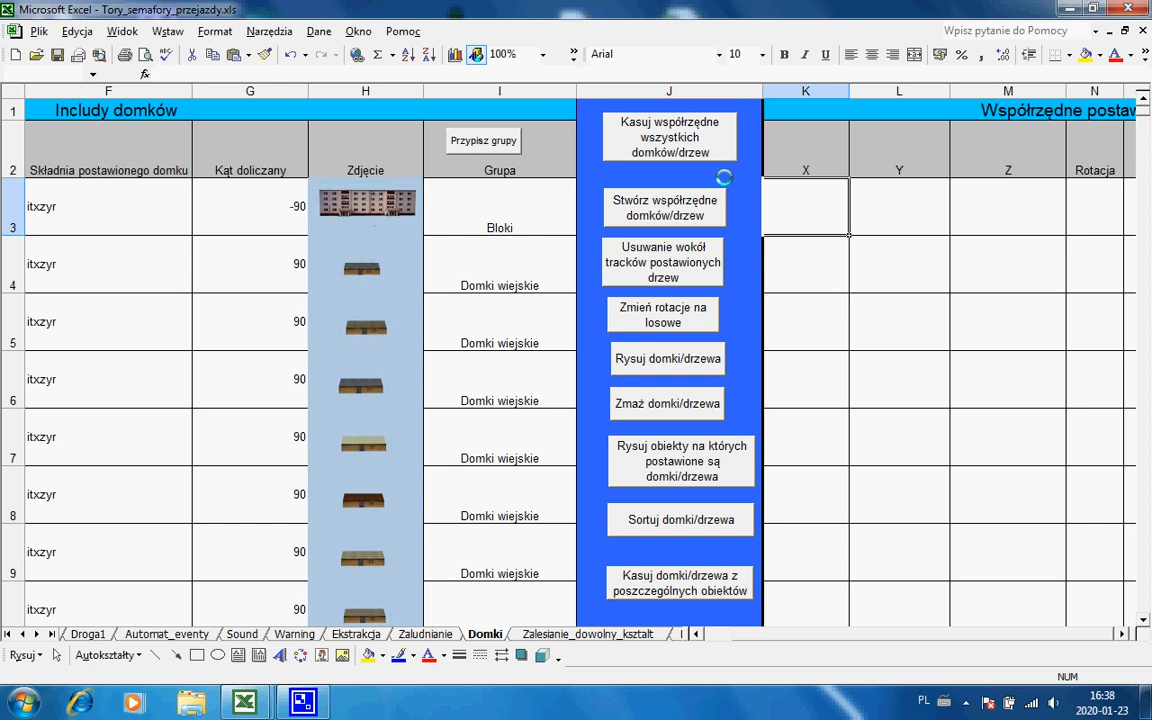 Microsoft Excel - Tory_semafory_przejazdy.xls
Plik Edycja Widok Wstaw Format Narzędzia Dane Okno Pomoc
Wpisz pytanie do Pomocy
100% Arial 10 B I U
fx
F G H I J K L M N
1 Includy domków Współrzędne postaw
Kasuj współrzędne
wszystkich
domków/drzew
Przypisz grupy
2 Składnia postawionego domku Kąt doliczany Zdjęcie Grupa X Y Z Rotacja
Stwórz współrzędne
domków/drzew
itxzyr -90
3 Bloki
Usuwanie wokół
tracków postawionych
drzew
itxzyr 90
4 Domki wiejskie
Zmień rotacje na
losowe
itxzyr 90
5 Domki wiejskie
Rysuj domki/drzewa
itxzyr 90
6 Domki wiejskie
Zmaż domki/drzewa
itxzyr 90
7 Domki wiejskie
Rysuj obiekty na których
postawione są
domki/drzewa
itxzyr 90
8 Domki wiejskie
Sortuj domki/drzewa
itxzyr 90
9 Domki wiejskie
Kasuj domki/drzewa z
poszczególnych obiektów
itxzyr 90
Droga1 Automat_eventy Sound Warning Ekstrakcja Zaludnianie Domki Zalesianie_dowolny_kształt
Rysuj Autokształty
NUM
PL 16:38
2020-01-23